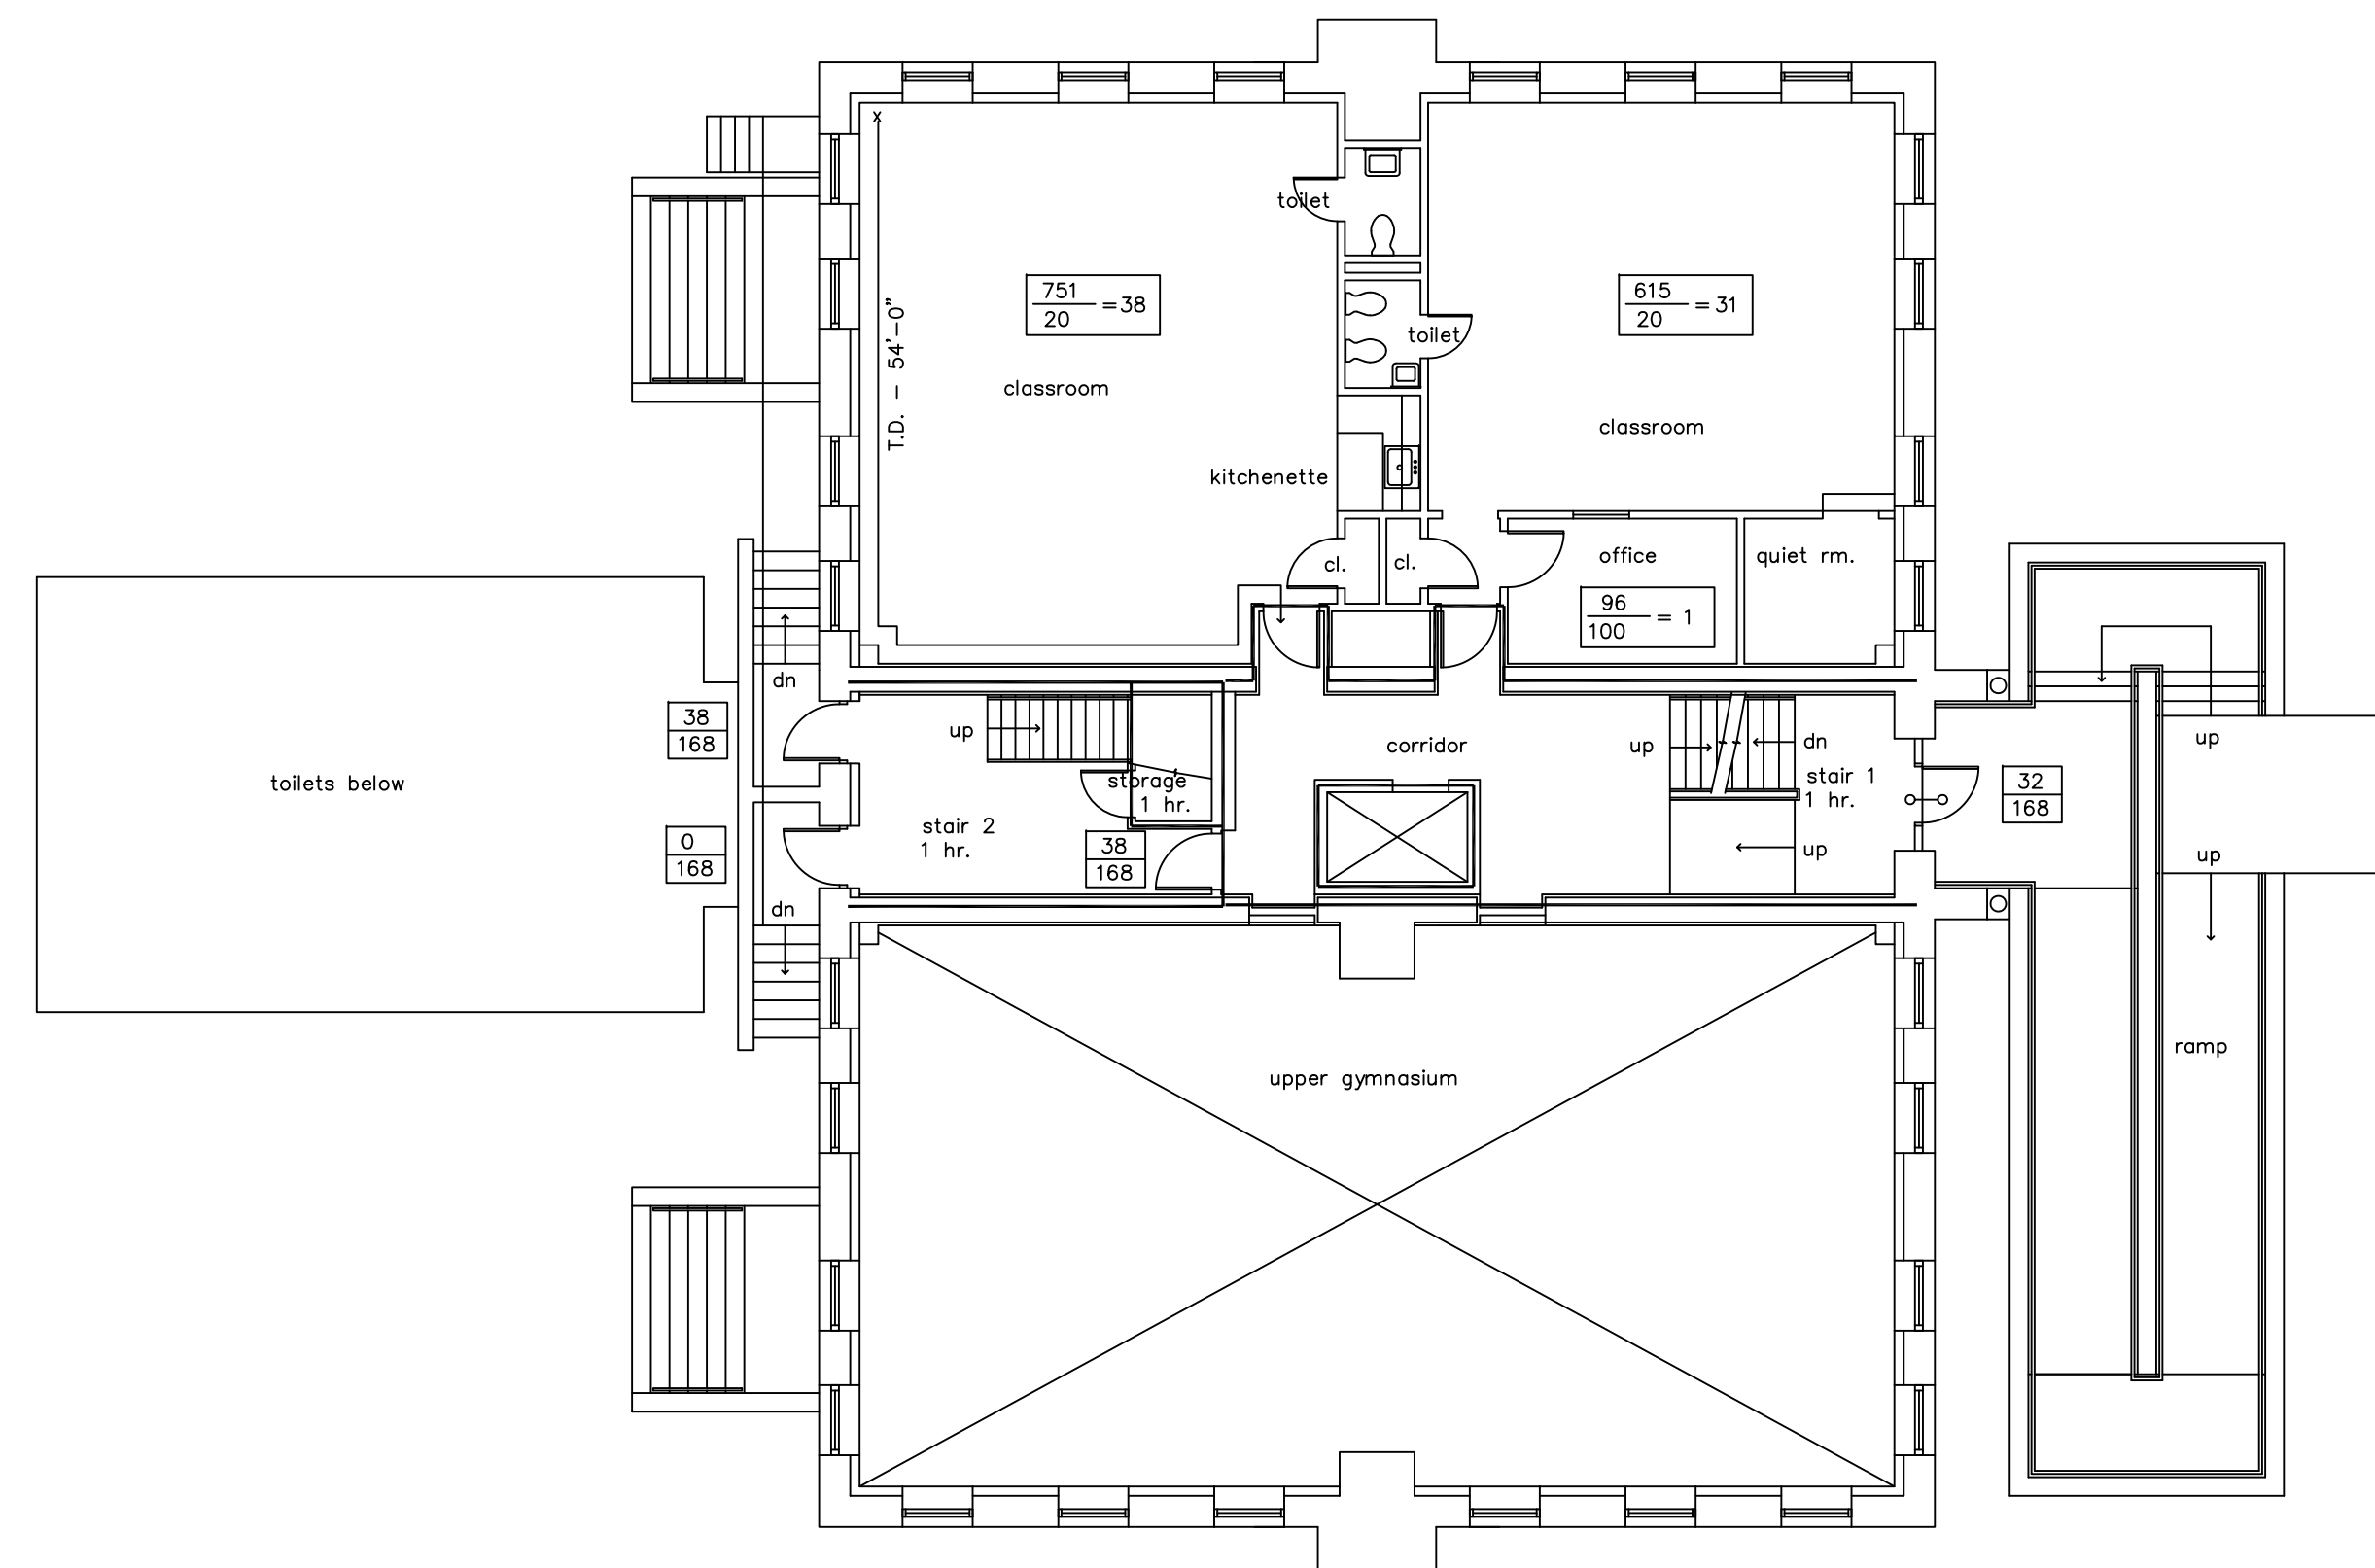 x
toilet
751
20
=38
615
20
=31
T.D. - 54'-0"
toilet
classroom
classroom
kitchenette
cl.
cl.
office
quiet rm.
96
100
= 1
dn
38
168
up
corridor
up
dn
up
toilets below
storage
1 hr.
stair 1
1 hr.
32
168
stair 2
1 hr.
0
168
38
168
up
up
dn
ramp
upper gymnasium